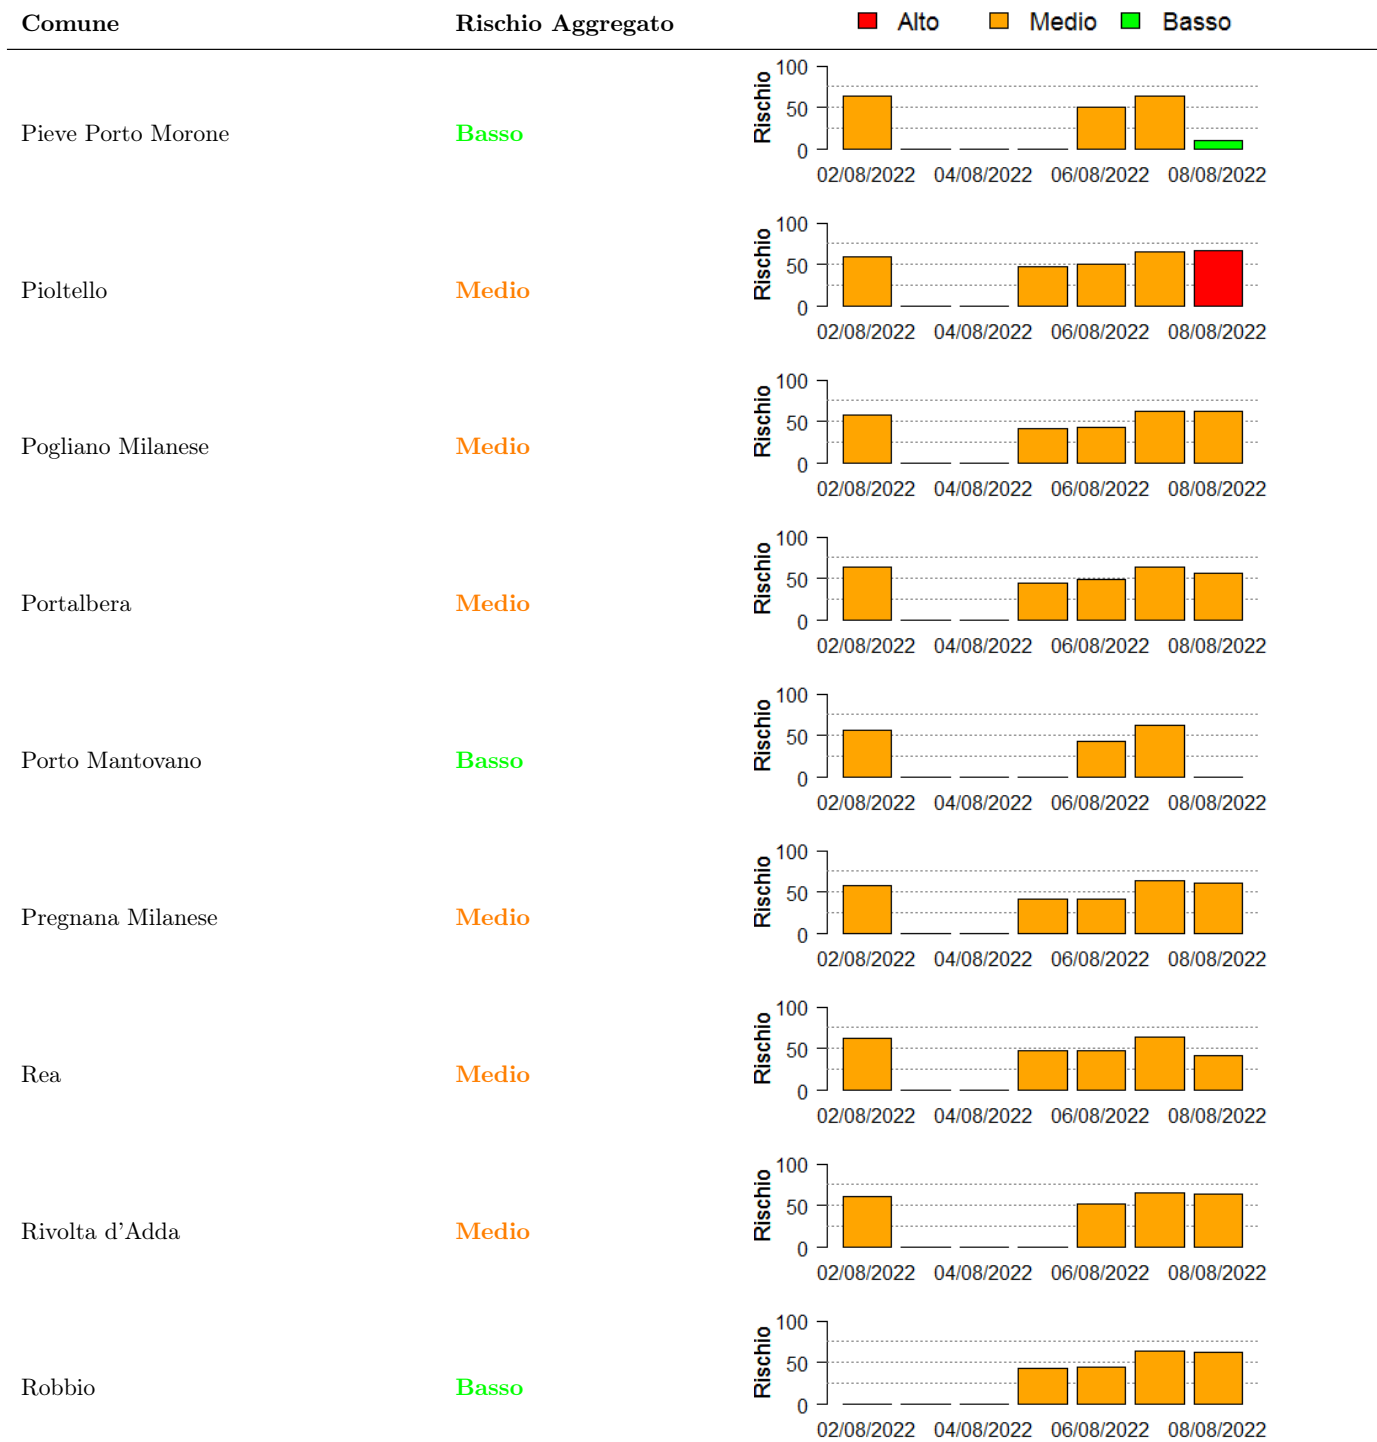 Comune Rischio Aggregato Alto Medio Basso
Pieve Porto Morone Basso
Rischio
100
50
0
02/08/2022 04/08/2022 06/08/2022 08/08/2022
Pioltello Medio
Rischio
100
50
0
02/08/2022 04/08/2022 06/08/2022 08/08/2022
Pogliano Milanese Medio
Rischio
100
50
0
02/08/2022 04/08/2022 06/08/2022 08/08/2022
Portalbera Medio
Rischio
100
50
0
02/08/2022 04/08/2022 06/08/2022 08/08/2022
Porto Mantovano Basso
Rischio
100
50
0
02/08/2022 04/08/2022 06/08/2022 08/08/2022
Pregnana Milanese Medio
Rischio
100
50
0
02/08/2022 04/08/2022 06/08/2022 08/08/2022
Rea Medio
Rischio
100
50
0
02/08/2022 04/08/2022 06/08/2022 08/08/2022
Rivolta d'Adda Medio
Rischio
100
50
0
02/08/2022 04/08/2022 06/08/2022 08/08/2022
Robbio Basso
Rischio
100
50
0
02/08/2022 04/08/2022 06/08/2022 08/08/2022